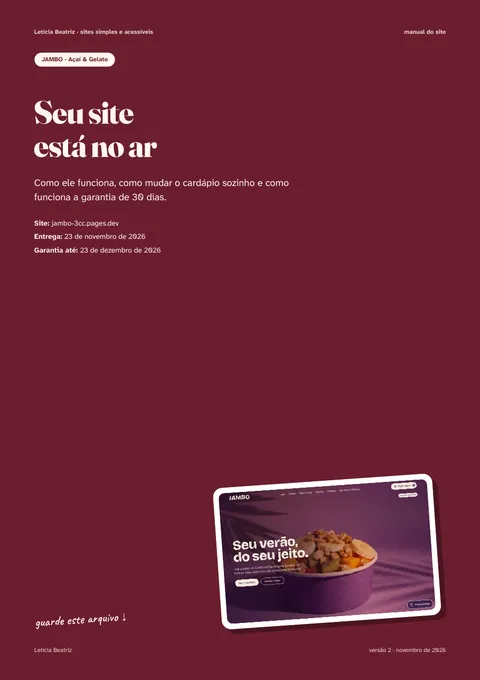 Letícia Beatriz · sites simples e acessíveis
manual do site
JAMBO · Açaí & Gelato
Seu site
está no ar
Como ele funciona, como mudar o cardápio sozinho e como
funciona a garantia de 30 dias.
Site: jambo-3cc.pages.dev
Entrega: 23 de novembro de 2026
Garantia até: 23 de dezembro de 2026
JAMBO
Seu verão,
do seu jeito.
guarde este arquivo ↓
Letícia Beatriz
versão 2 · novembro de 2026